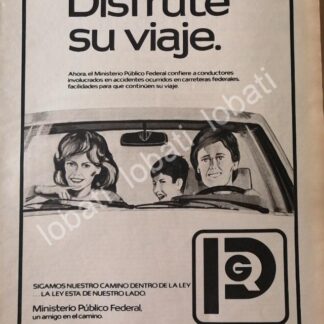 Disfrute
su viaje.
Ahora, el Ministerio Público Federal confiere a conductores
involucrados en accidentes ocurridos en carreteras federales,
facilidades para que continúen su viaje.
lobati lobati lobati
SIGAMOS NUESTRO CAMINO DENTRO DE LA LEY
...LA LEY ESTA DE NUESTRO LADO.
Ministerio Público Federal,
un amigo en el camino.
PGR